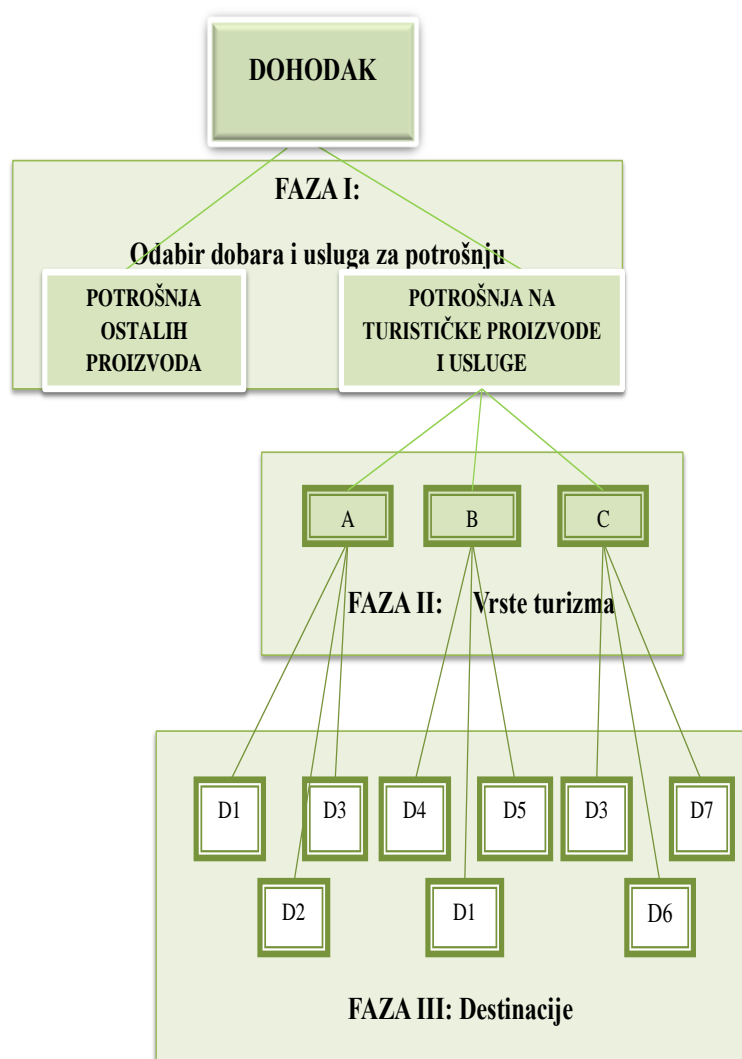 DOHODAK
FAZA I:
Odabir dobara i usluga za potrošnju
POTROŠNJA
OSTALIH
PROIZVODA
POTROŠNJA NA
TURISTIČKE PROIZVODE
I USLUGE
A
B
C
FAZA II: Vrste turizma
D1
D3
D4
D5
D3
D7
D2
D1
D6
FAZA III: Destinacije